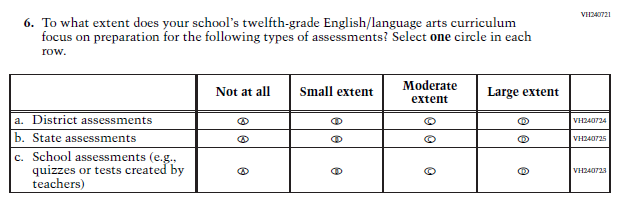 VH240721
6. To what extent does your school's twelfth-grade English/language arts curriculum
focus on preparation for the following types of assessments? Select one circle in each
row.
Not at all Small extent Moderate extent Large extent
a. District assessments A B C D VH240724
b. State assessments A B C D VH240725
c. School assessments (e.g.,
quizzes or tests created by A B C D VH240723
teachers)